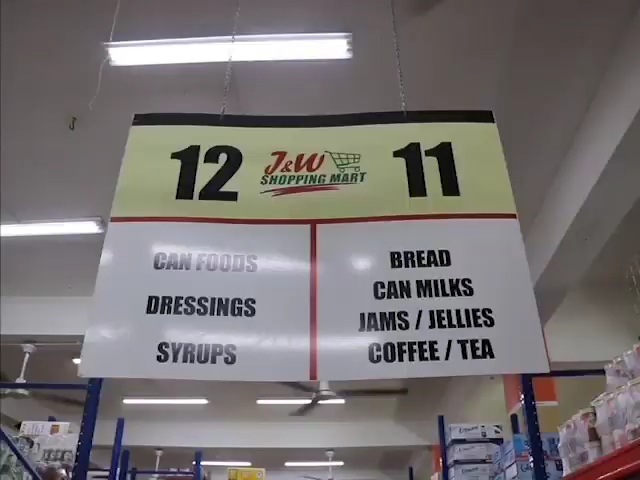 12
J&W
SHOPPING MART
11
CAN FOODS
DRESSINGS
SYRUPS
BREAD
CAN MILKS
JAMS / JELLIES
COFFEE / TEA